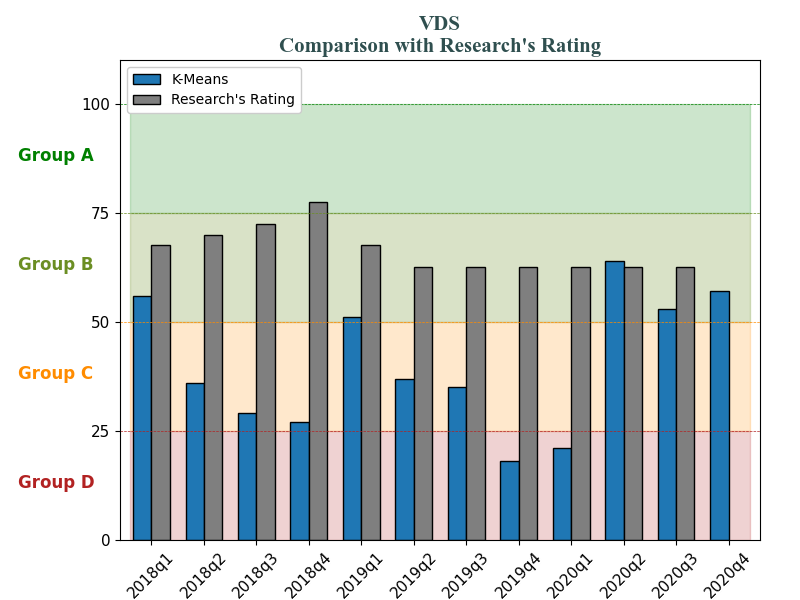 VDS
Comparison with Research's Rating
K-Means
Research's Rating
100
Group A
75
Group B
50
Group C
25
Group D
0
2018q1
2018q2
2018q3
2018q4
2019q1
2019q2
2019q3
2019q4
2020q1
2020q2
2020q3
2020q4